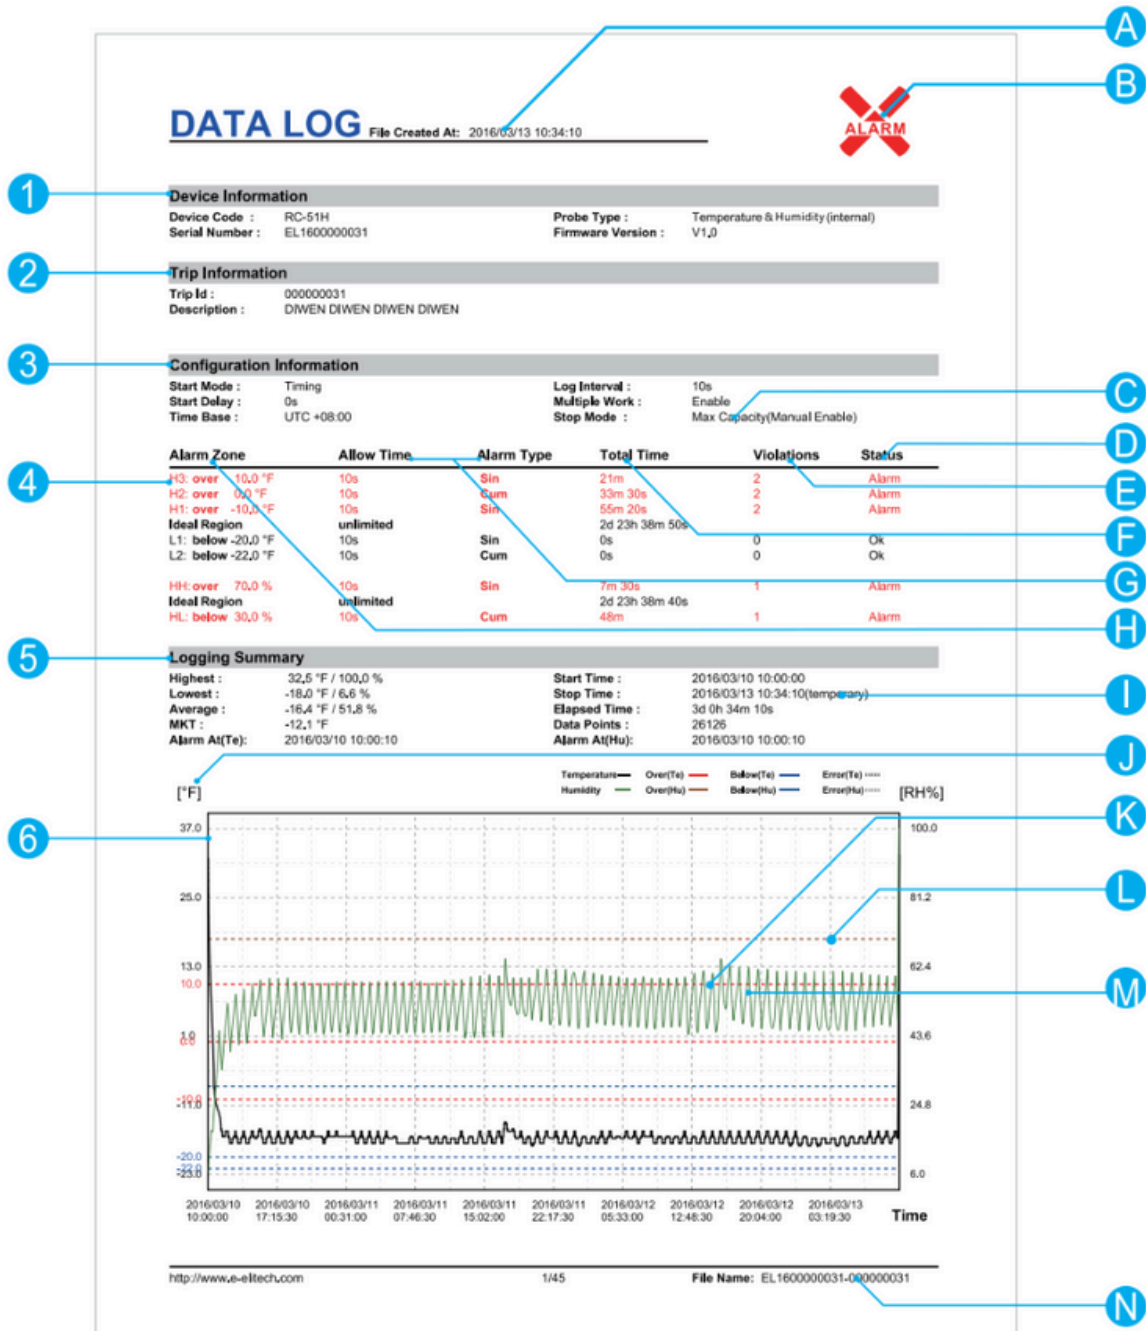 A
B
DATA LOG File Created At: 2016/03/13 10:34:10
ALARM
1
Device Information
Device Code : RC-51H Probe Type : Temperature & Humidity (internal)
Serial Number : EL1600000031 Firmware Version : V1.0
2
Trip Information
Trip Id : 000000031
Description : DIWEN DIWEN DIWEN DIWEN
3
Configuration Information
Start Mode : Timing Log Interval : 10s
C
Start Delay : 0s Multiple Work : Enable
Time Base : UTC +08:00 Stop Mode : Max Capacity(Manual Enable)
D
Alarm Zone Allow Time Alarm Type Total Time Violations Status
4
H3: over 10.0 °F 10s Sin 21m 2 Alarm
E
H2: over 0.0 °F 10s Cum 33m 30s 2 Alarm
H1: over -10.0 °F 10s Sin 55m 20s 2 Alarm
Ideal Region unlimited 2d 23h 38m 50s
F
L1: below -20.0 °F 10s Sin 0s 0 Ok
L2: below -22.0 °F 10s Cum 0s 0 Ok
G
HH: over 70.0 % 10s Sin 7m 30s 1 Alarm
Ideal Region unlimited 2d 23h 38m 40s
HL: below 30.0 % 10s Cum 48m 1 Alarm
H
5
Logging Summary
Highest : 32.5 °F / 100.0 % Start Time : 2016/03/10 10:00:00
Lowest : -18.0 °F / 6.6 % Stop Time : 2016/03/13 10:34:10(temporary)
I
Average : -16.4 °F / 51.8 % Elapsed Time : 3d 0h 34m 10s
MKT : -12.1 °F Data Points : 26126
Alarm At(Te): 2016/03/10 10:00:10 Alarm At(Hu): 2016/03/10 10:00:10
J
Temperature Over(Te) Below(Te) Error(Te)
Humidity Over(Hu) Below(Hu) Error(Hu)
[°F] [RH%]
K
6
37.0 100.0
L
25.0 81.2
13.0 62.4
10.0
M
1.0 43.6
0.0
-10.0
-11.0 24.8
-20.0
-22.0
-23.0 6.0
2016/03/10 2016/03/10 2016/03/11 2016/03/11 2016/03/11 2016/03/11 2016/03/12 2016/03/12 2016/03/12 2016/03/13
10:00:00 17:15:30 00:31:00 07:46:30 15:02:00 22:17:30 05:33:00 12:48:30 20:04:00 03:19:30 Time
http://www.e-elitech.com 1/45 File Name: EL1600000031-000000031
N